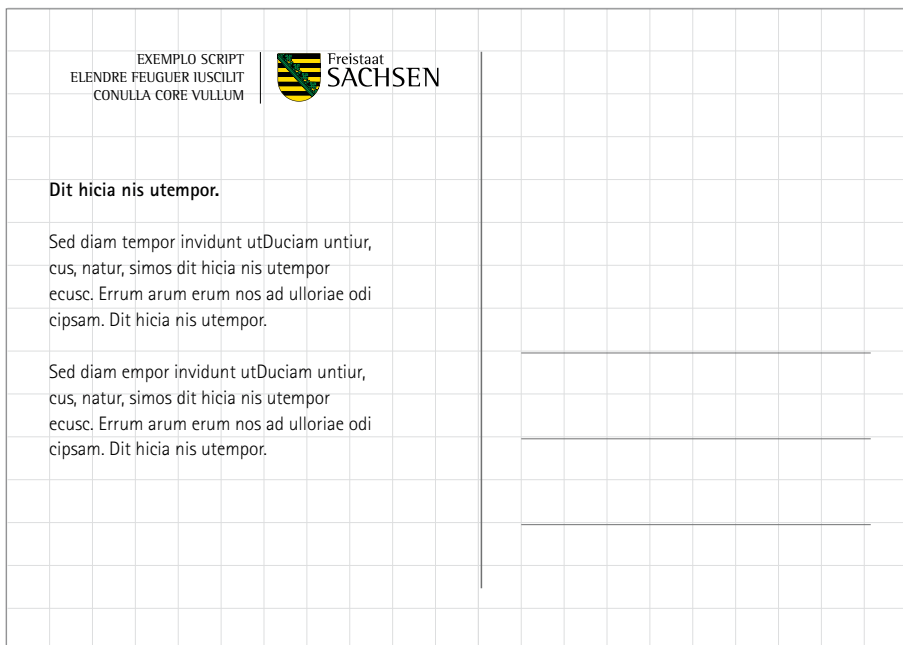 EXEMPLO SCRIPT
ELENDRE FEUGUER IUSCILIT
CONULLA CORE VULLUM
Freistaat
SACHSEN
Dit hicia nis utempor.
Sed diam tempor invidunt utDuciam untiur,
cus, natur, simos dit hicia nis utempor
ecusc. Errum arum erum nos ad ulloriae odi
cipsam. Dit hicia nis utempor.
Sed diam empor invidunt utDuciam untiur,
cus, natur, simos dit hicia nis utempor
ecusc. Errum arum erum nos ad ulloriae odi
cipsam. Dit hicia nis utempor.